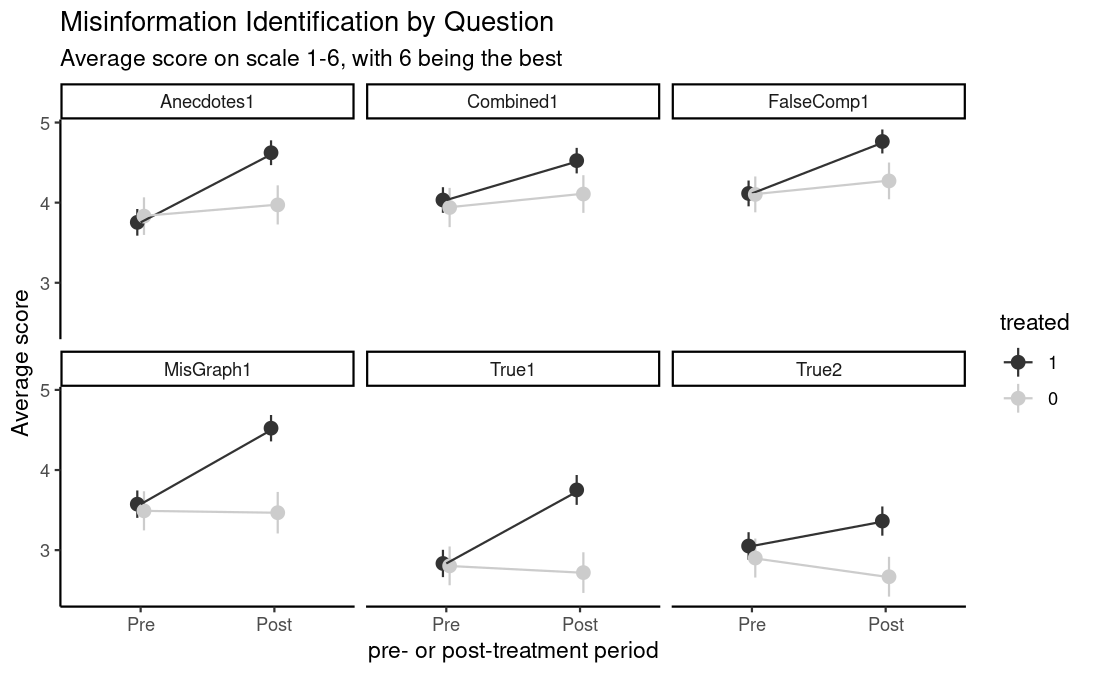 Misinformation Identification by Question
Average score on scale 1-6, with 6 being the best
Anecdotes1
Combined1
FalseComp1
5
4
3
MisGraph1
True1
True2
5
4
3
Pre
Post
Pre
Post
Pre
Post
Average score
pre- or post-treatment period
treated
1
0